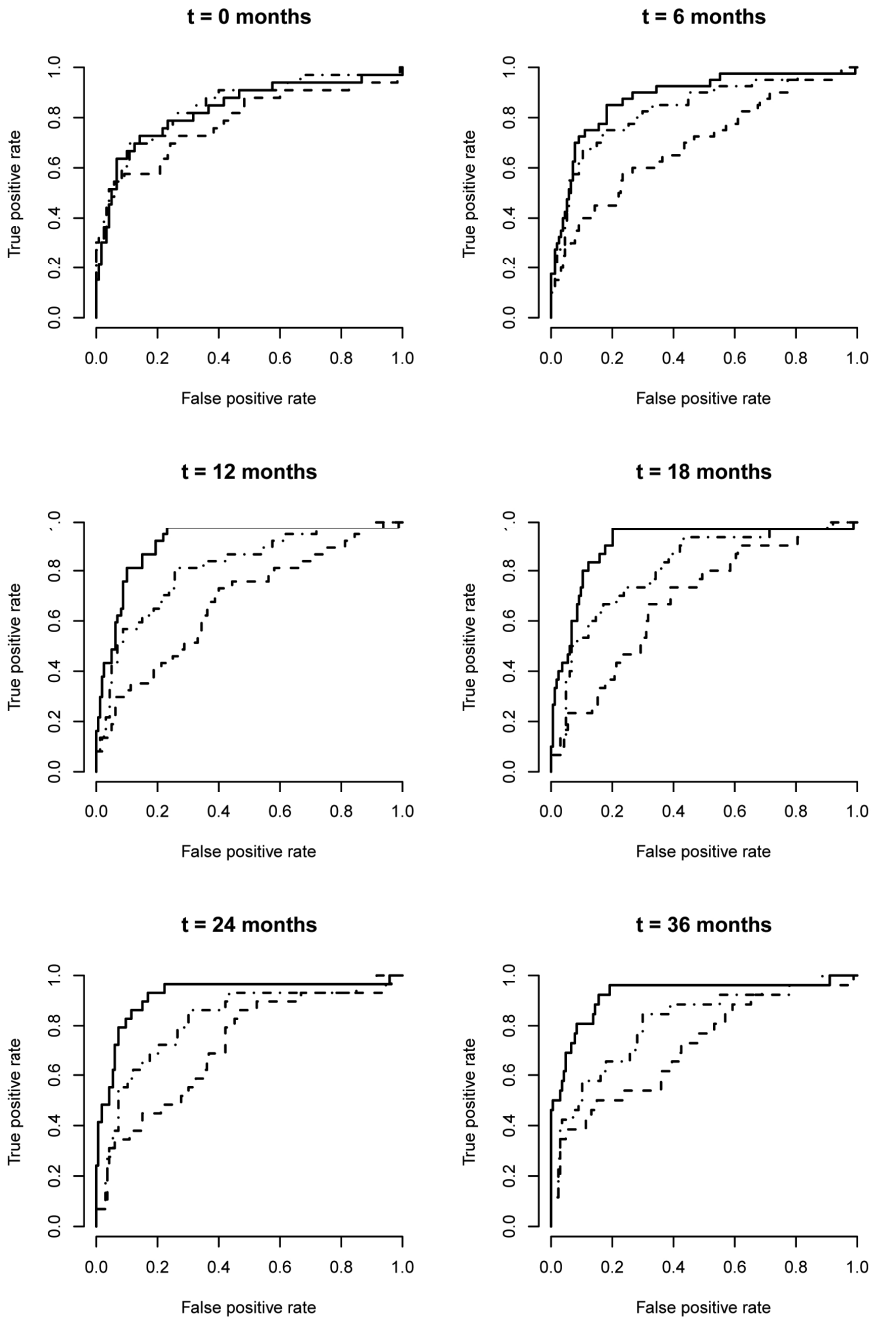 t = 0 months
t = 6 months
True positive rate
0.0 0.2 0.4 0.6 0.8 1.0
0.0 0.2 0.4 0.6 0.8 1.0
False positive rate
True positive rate
0.0 0.2 0.4 0.6 0.8 1.0
0.0 0.2 0.4 0.6 0.8 1.0
False positive rate
t = 12 months
t = 18 months
True positive rate
0.0 0.2 0.4 0.6 0.8
0.0 0.2 0.4 0.6 0.8 1.0
False positive rate
True positive rate
0.0 0.2 0.4 0.6 0.8
0.0 0.2 0.4 0.6 0.8 1.0
False positive rate
t = 24 months
t = 36 months
True positive rate
0.0 0.2 0.4 0.6 0.8 1.0
0.0 0.2 0.4 0.6 0.8 1.0
False positive rate
True positive rate
0.0 0.2 0.4 0.6 0.8 1.0
0.0 0.2 0.4 0.6 0.8 1.0
False positive rate